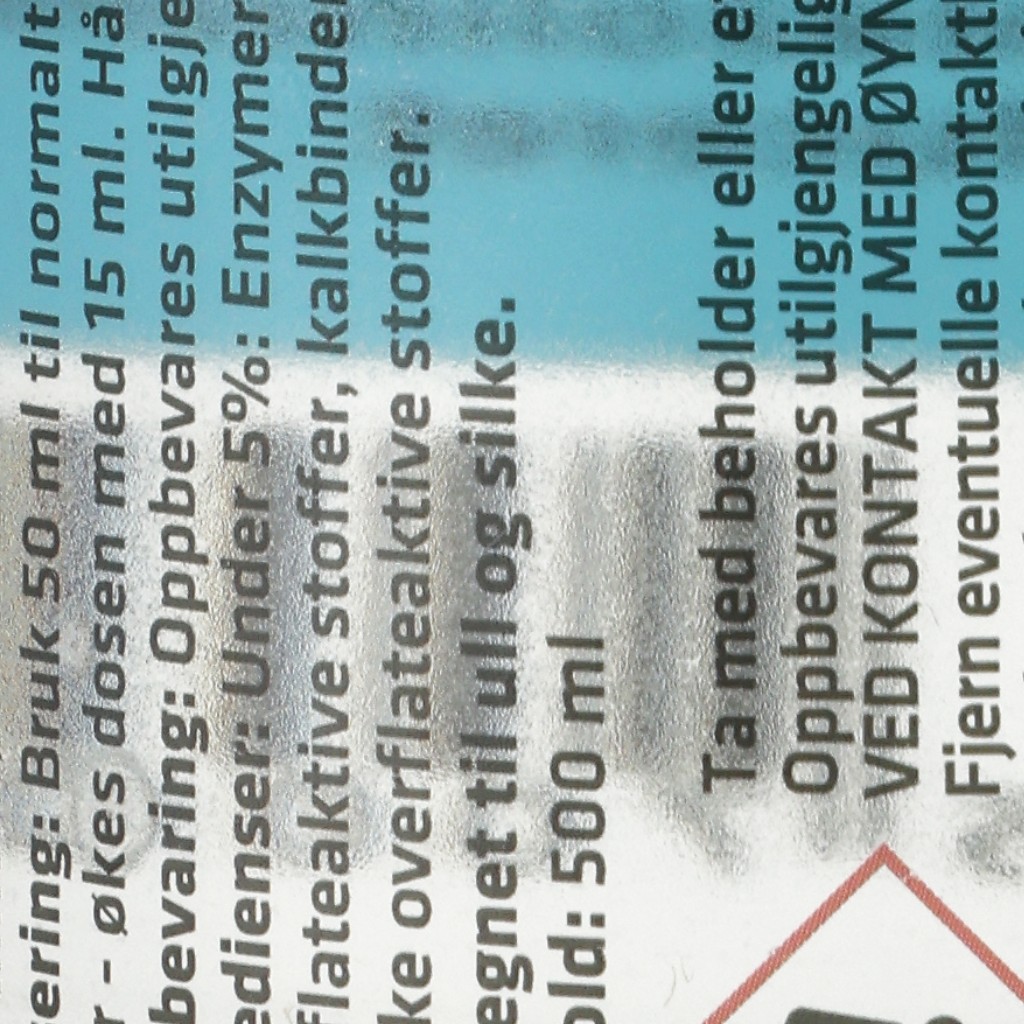 ering: Bruk 50 ml til normalt
r - økes dosen med 15 ml. Hå
bevaring: Oppbevares utilgje
edienser: Under 5%: Enzymer
flateaktive stoffer, kalkbinder
ke overflateaktive stoffer.
egnet til ull og silke.
old: 500 ml
Ta med beholder eller e
Oppbevares utilgjengelig
VED KONTAKT MED ØYN
Fjern eventuelle kontaktl